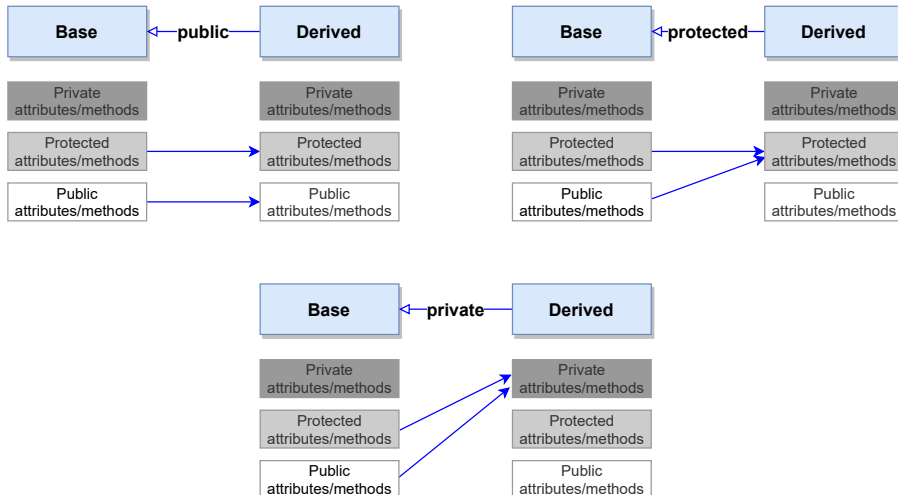 Base
public
Derived
Private
attributes/methods
Private
attributes/methods
Protected
attributes/methods
Protected
attributes/methods
Public
attributes/methods
Public
attributes/methods
Base
protected
Derived
Private
attributes/methods
Private
attributes/methods
Protected
attributes/methods
Protected
attributes/methods
Public
attributes/methods
Public
attributes/methods
Base
private
Derived
Private
attributes/methods
Private
attributes/methods
Protected
attributes/methods
Protected
attributes/methods
Public
attributes/methods
Public
attributes/methods